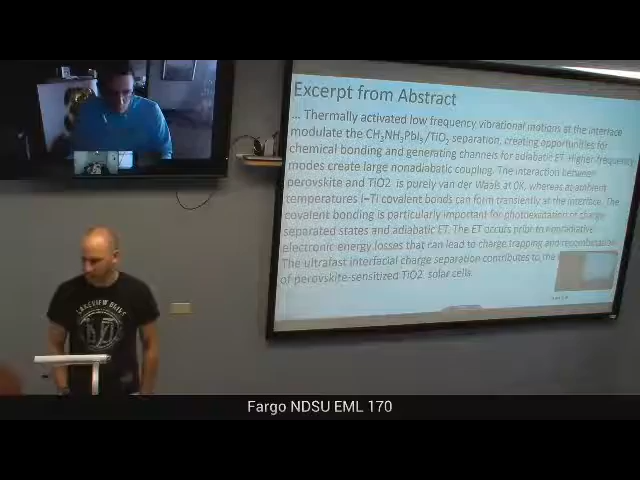 Excerpt from Abstract
... Thermally activated low frequency vibrational motions at the interface
modulate the CH3NH3PbI3/TiO2 separation, creating opportunities for
chemical bonding and generating channels for adiabatic ET. Higher-frequency
modes create large nonadiabatic coupling. The interaction between
perovskite and TiO2 is purely van der Waals at 0K, whereas at ambient
temperatures I-Ti covalent bonds can form transiently at the interface. The
covalent bonding is particularly important for photoexcitation of charge
separated states and adiabatic ET. The ET occurs prior to nonradiative
electronic energy losses that can lead to charge trapping and recombination.
The ultrafast interfacial charge separation contributes to the
of perovskite-sensitized TiO2 solar cells.
LAKEVIEW
Fargo NDSU EML 170